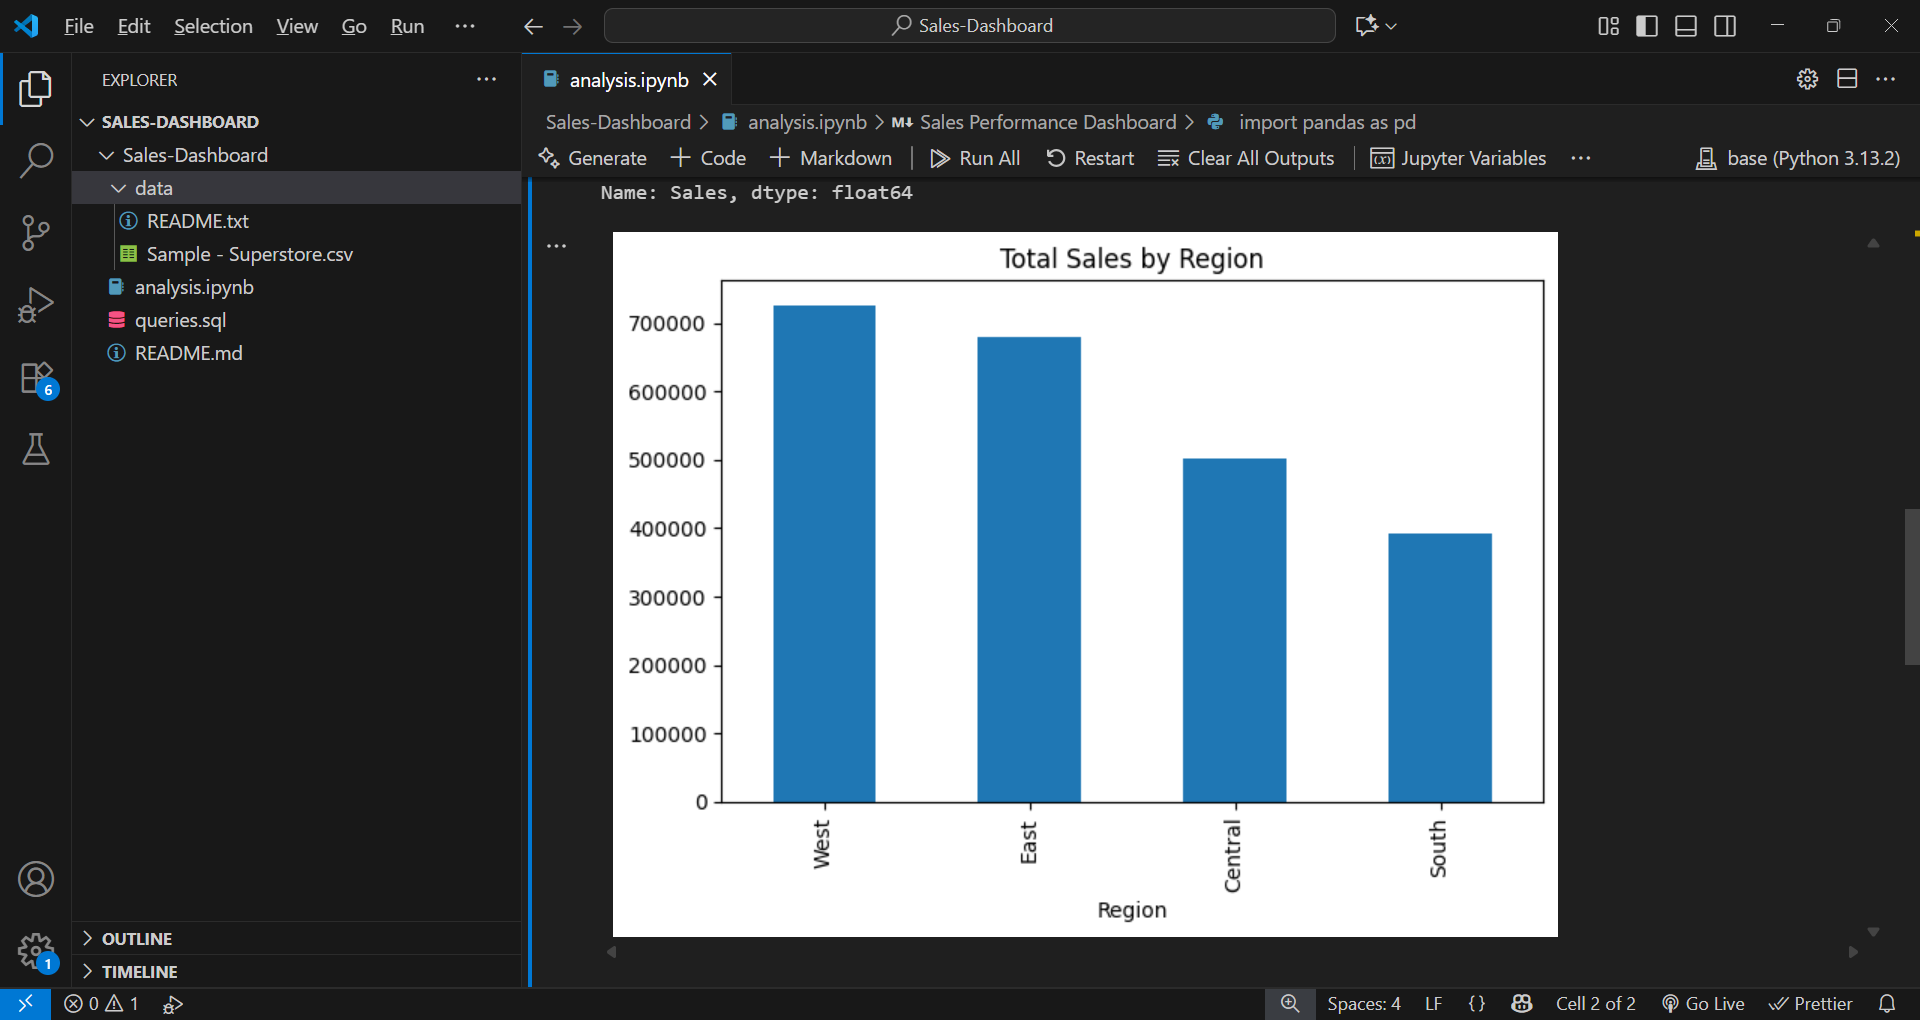 File Edit Selection View Go Run ··· Sales-Dashboard
EXPLORER ···
SALES-DASHBOARD
Sales-Dashboard
data
README.txt
Sample - Superstore.csv
analysis.ipynb
queries.sql
README.md
6
1
OUTLINE
TIMELINE
analysis.ipynb
Sales-Dashboard > analysis.ipynb > M↓ Sales Performance Dashboard > import pandas as pd
Generate + Code + Markdown Run All Restart Clear All Outputs Jupyter Variables ··· base (Python 3.13.2)
Name: Sales, dtype: float64
Total Sales by Region
700000
600000
500000
400000
300000
200000
100000
0
West East Central South
Region
0 1 Spaces: 4 LF {} Cell 2 of 2 Go Live Prettier